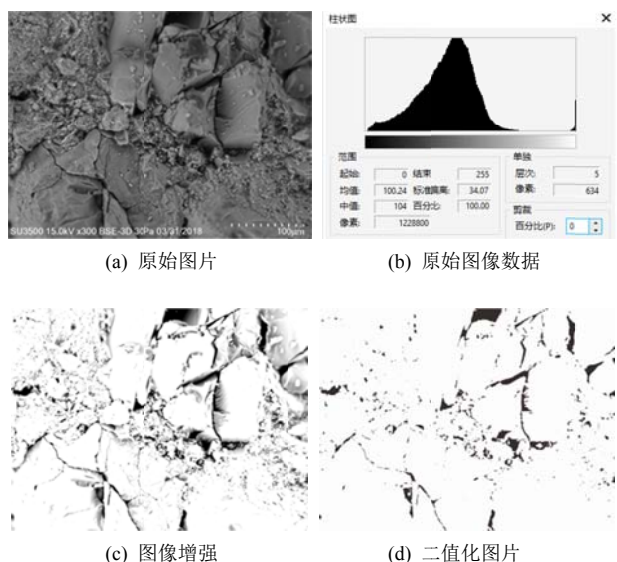 柱状图 ×
SU3500 15.0kV x300 BSE-3D 30Pa 03/31/2018 100μm
范围
起始: 0 结束 255
均值: 100.24 标准偏离: 34.07
中值: 104 百分比: 100.00
像素: 1228800
单独
层次: 5
像素: 634
剪裁
百分比(P): 0
(a) 原始图片
(b) 原始图像数据
(c) 图像增强
(d) 二值化图片